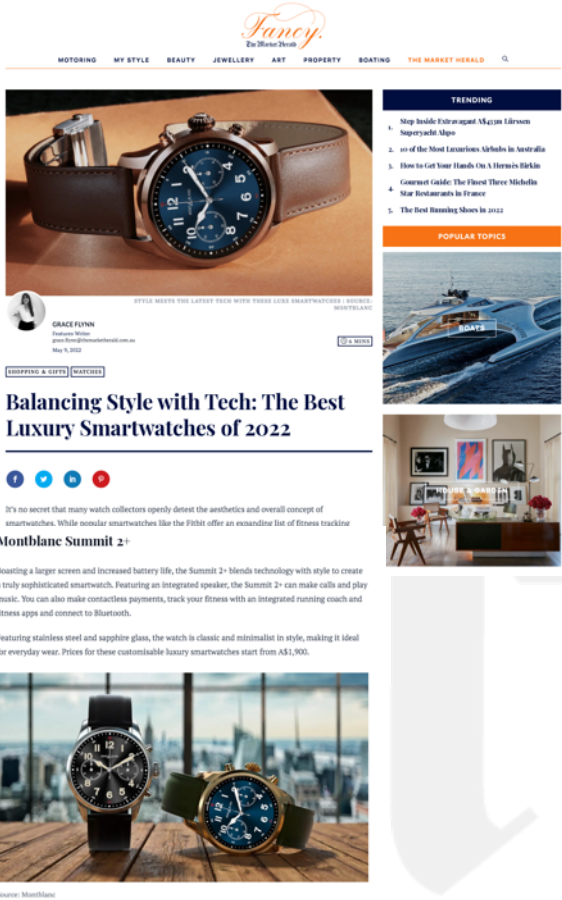 Fancy.
The Market Herald
MOTORING MY STYLE BEAUTY JEWELLERY ART PROPERTY BOATING THE MARKET HERALD
STYLE MEETS THE LATEST TECH WITH THESE LUXE SMARTWATCHES | SOURCE:
MONTBLANC
GRACE FLYNN
Features Writer
grace.flynn@themarketherald.com.au
May 9, 2022
6 MINS
SHOPPING & GIFTS WATCHES
Balancing Style with Tech: The Best
Luxury Smartwatches of 2022
It's no secret that many watch collectors openly detest the aesthetics and overall concept of
smartwatches. While popular smartwatches like the Fitbit offer an expanding list of fitness tracking
Montblanc Summit 2+
Boasting a larger screen and increased battery life, the Summit 2+ blends technology with style to create
truly sophisticated smartwatch. Featuring an integrated speaker, the Summit 2+ can make calls and play
music. You can also make contactless payments, track your fitness with an integrated running coach and
fitness apps and connect to Bluetooth.
Featuring stainless steel and sapphire glass, the watch is classic and minimalist in style, making it ideal
for everyday wear. Prices for these customisable luxury smartwatches start from A$1,900.
ource: Montblanc
TRENDING
1. Step Inside Extravagant Lürssen
Superyacht Ahpo
2. 10 of the Most Luxurious Airbnbs in Australia
3. How to Get Your Hands On A Hermès Birkin
4. Gourmet Guide: The Finest Three Michelin
Star Restaurants in France
5. The Best Running Shoes in 2022
POPULAR TOPICS
BOATS
HOUSE & GARDEN